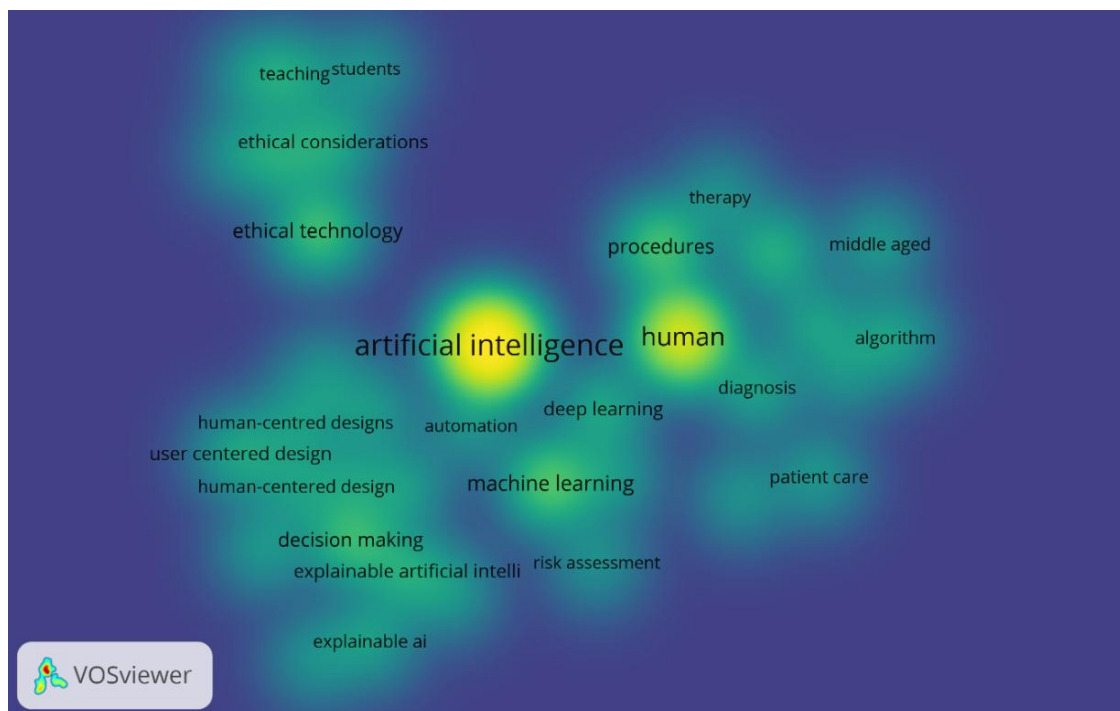 teaching students
ethical considerations
therapy
ethical technology
procedures
middle aged
artificial intelligence
human
algorithm
diagnosis
deep learning
human-centred designs
automation
user centered design
patient care
human-centered design
machine learning
decision making
risk assessment
explainable artificial intelli
explainable ai
VOSviewer